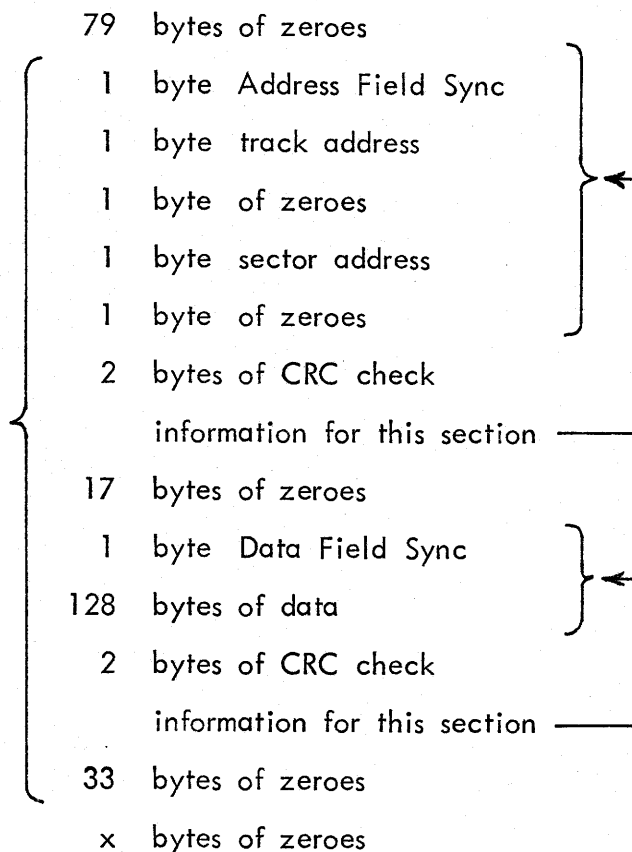 79 bytes of zeroes
1 byte Address Field Sync
1 byte track address
1 byte of zeroes
1 byte sector address
1 byte of zeroes
2 bytes of CRC check
information for this section
17 bytes of zeroes
1 byte Data Field Sync
128 bytes of data
2 bytes of CRC check
information for this section
33 bytes of zeroes
x bytes of zeroes